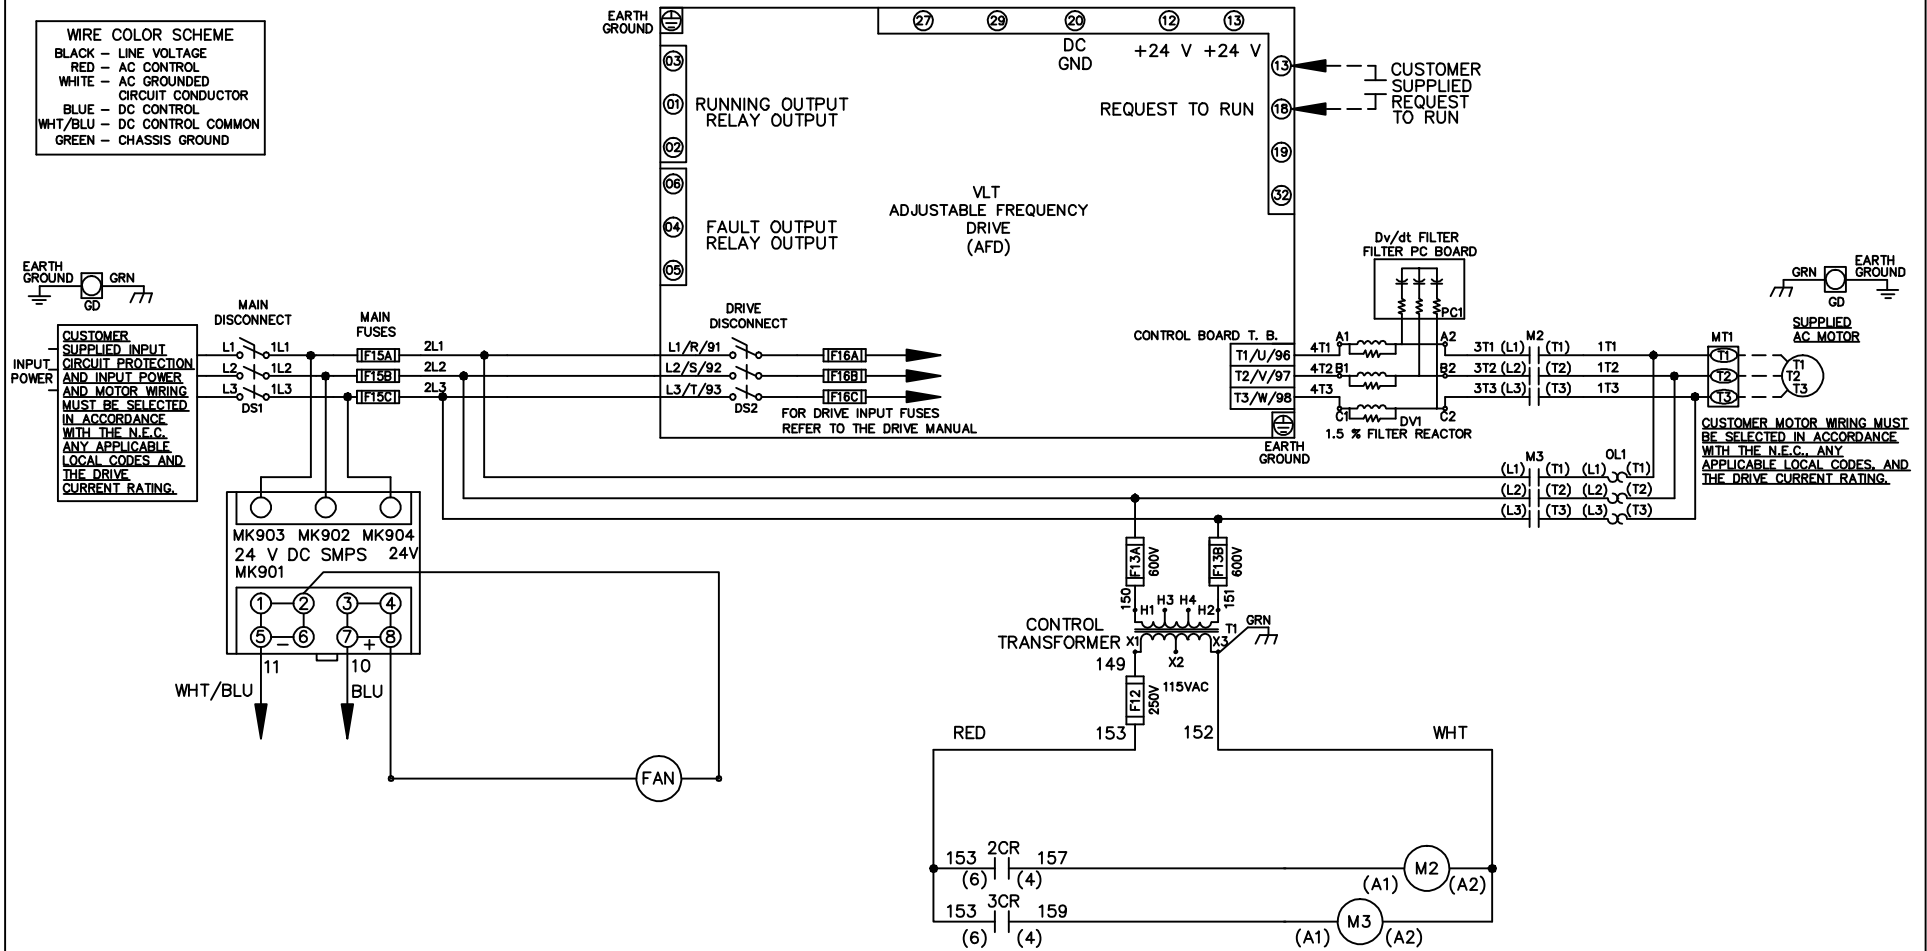 WIRE COLOR SCHEME
BLACK – LINE VOLTAGE
RED – AC CONTROL
WHITE – AC GROUNDED
CIRCUIT CONDUCTOR
BLUE – DC CONTROL
WHT/BLU – DC CONTROL COMMON
GREEN – CHASSIS GROUND
EARTH
GROUND
27
29
20
12
13
DC
GND
+24 V
+24 V
03
01
02
RUNNING OUTPUT
RELAY OUTPUT
06
04
05
FAULT OUTPUT
RELAY OUTPUT
VLT
ADJUSTABLE FREQUENCY
DRIVE
(AFD)
REQUEST TO RUN
13
18
19
32
CUSTOMER
SUPPLIED
REQUEST
TO RUN
EARTH
GROUND
GRN
GD
INPUT
POWER
CUSTOMER
SUPPLIED INPUT
CIRCUIT PROTECTION
AND INPUT POWER
AND MOTOR WIRING
MUST BE SELECTED
IN ACCORDANCE
WITH THE N.E.C.
ANY APPLICABLE
LOCAL CODES AND
THE DRIVE
CURRENT RATING.
MAIN
DISCONNECT
L1
1L1
L2
1L2
L3
1L3
DS1
MAIN
FUSES
F15A
F15B
F15C
2L1
2L2
2L3
L1/R/91
L2/S/92
L3/T/93
DRIVE
DISCONNECT
DS2
F16A
F16B
F16C
FOR DRIVE INPUT FUSES
REFER TO THE DRIVE MANUAL
CONTROL BOARD T. B.
T1/U/96
T2/V/97
T3/W/98
EARTH
GROUND
4T1
4T2
4T3
A1
B1
C1
Dv/dt FILTER
FILTER PC BOARD
PC1
A2
B2
C2
DV1
1.5 % FILTER REACTOR
3T1 (L1)
3T2 (L2)
3T3 (L3)
M2
(T1)
(T2)
(T3)
1T1
1T2
1T3
MT1
T1
T2
T3
T1
T2
T3
GRN
GD
EARTH
GROUND
SUPPLIED
AC MOTOR
CUSTOMER MOTOR WIRING MUST
BE SELECTED IN ACCORDANCE
WITH THE N.E.C., ANY
APPLICABLE LOCAL CODES, AND
THE DRIVE CURRENT RATING.
M3
OL1
(L1) (T1) (L1) (T1)
(L2) (T2) (L2) (T2)
(L3) (T3) (L3) (T3)
MK903 MK902 MK904
24 V DC SMPS 24V
MK901
1
2
3
4
5
–
6
7
+
8
11
10
WHT/BLU
BLU
FAN
F13A
600V
F13B
600V
150
151
H1 H3 H4 H2
CONTROL
TRANSFORMER
T1
X1
X2
X3
GRN
149
F12
250V
115VAC
153
152
RED
WHT
153
2CR
157
(6)
(4)
M2
(A1)
(A2)
153
3CR
159
(6)
(4)
M3
(A1)
(A2)